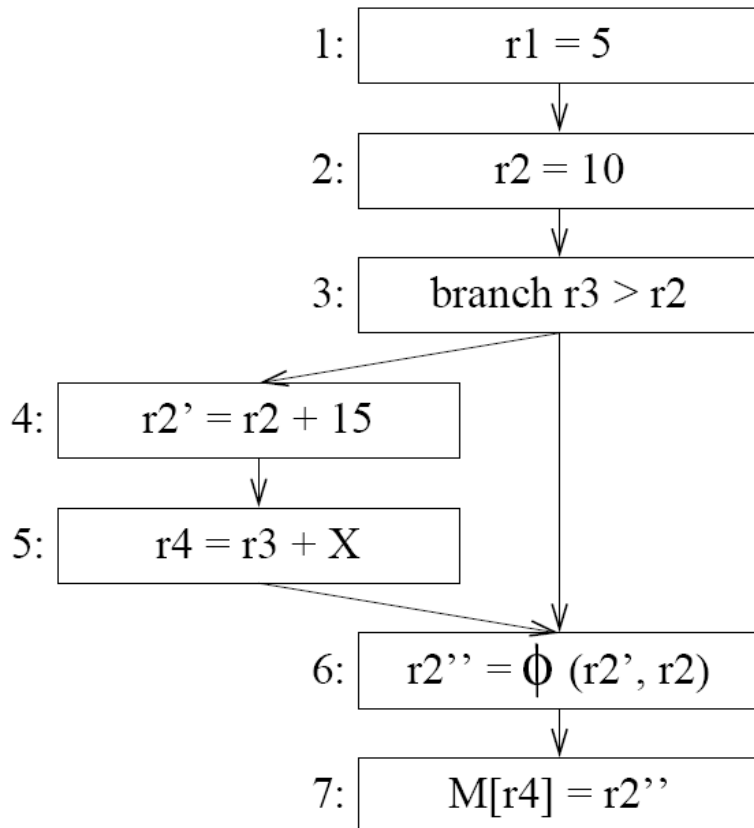 1: r1 = 5
2: r2 = 10
3: branch r3 > r2
4: r2’ = r2 + 15
5: r4 = r3 + X
6: r2’’ = ϕ (r2’, r2)
7: M[r4] = r2’’